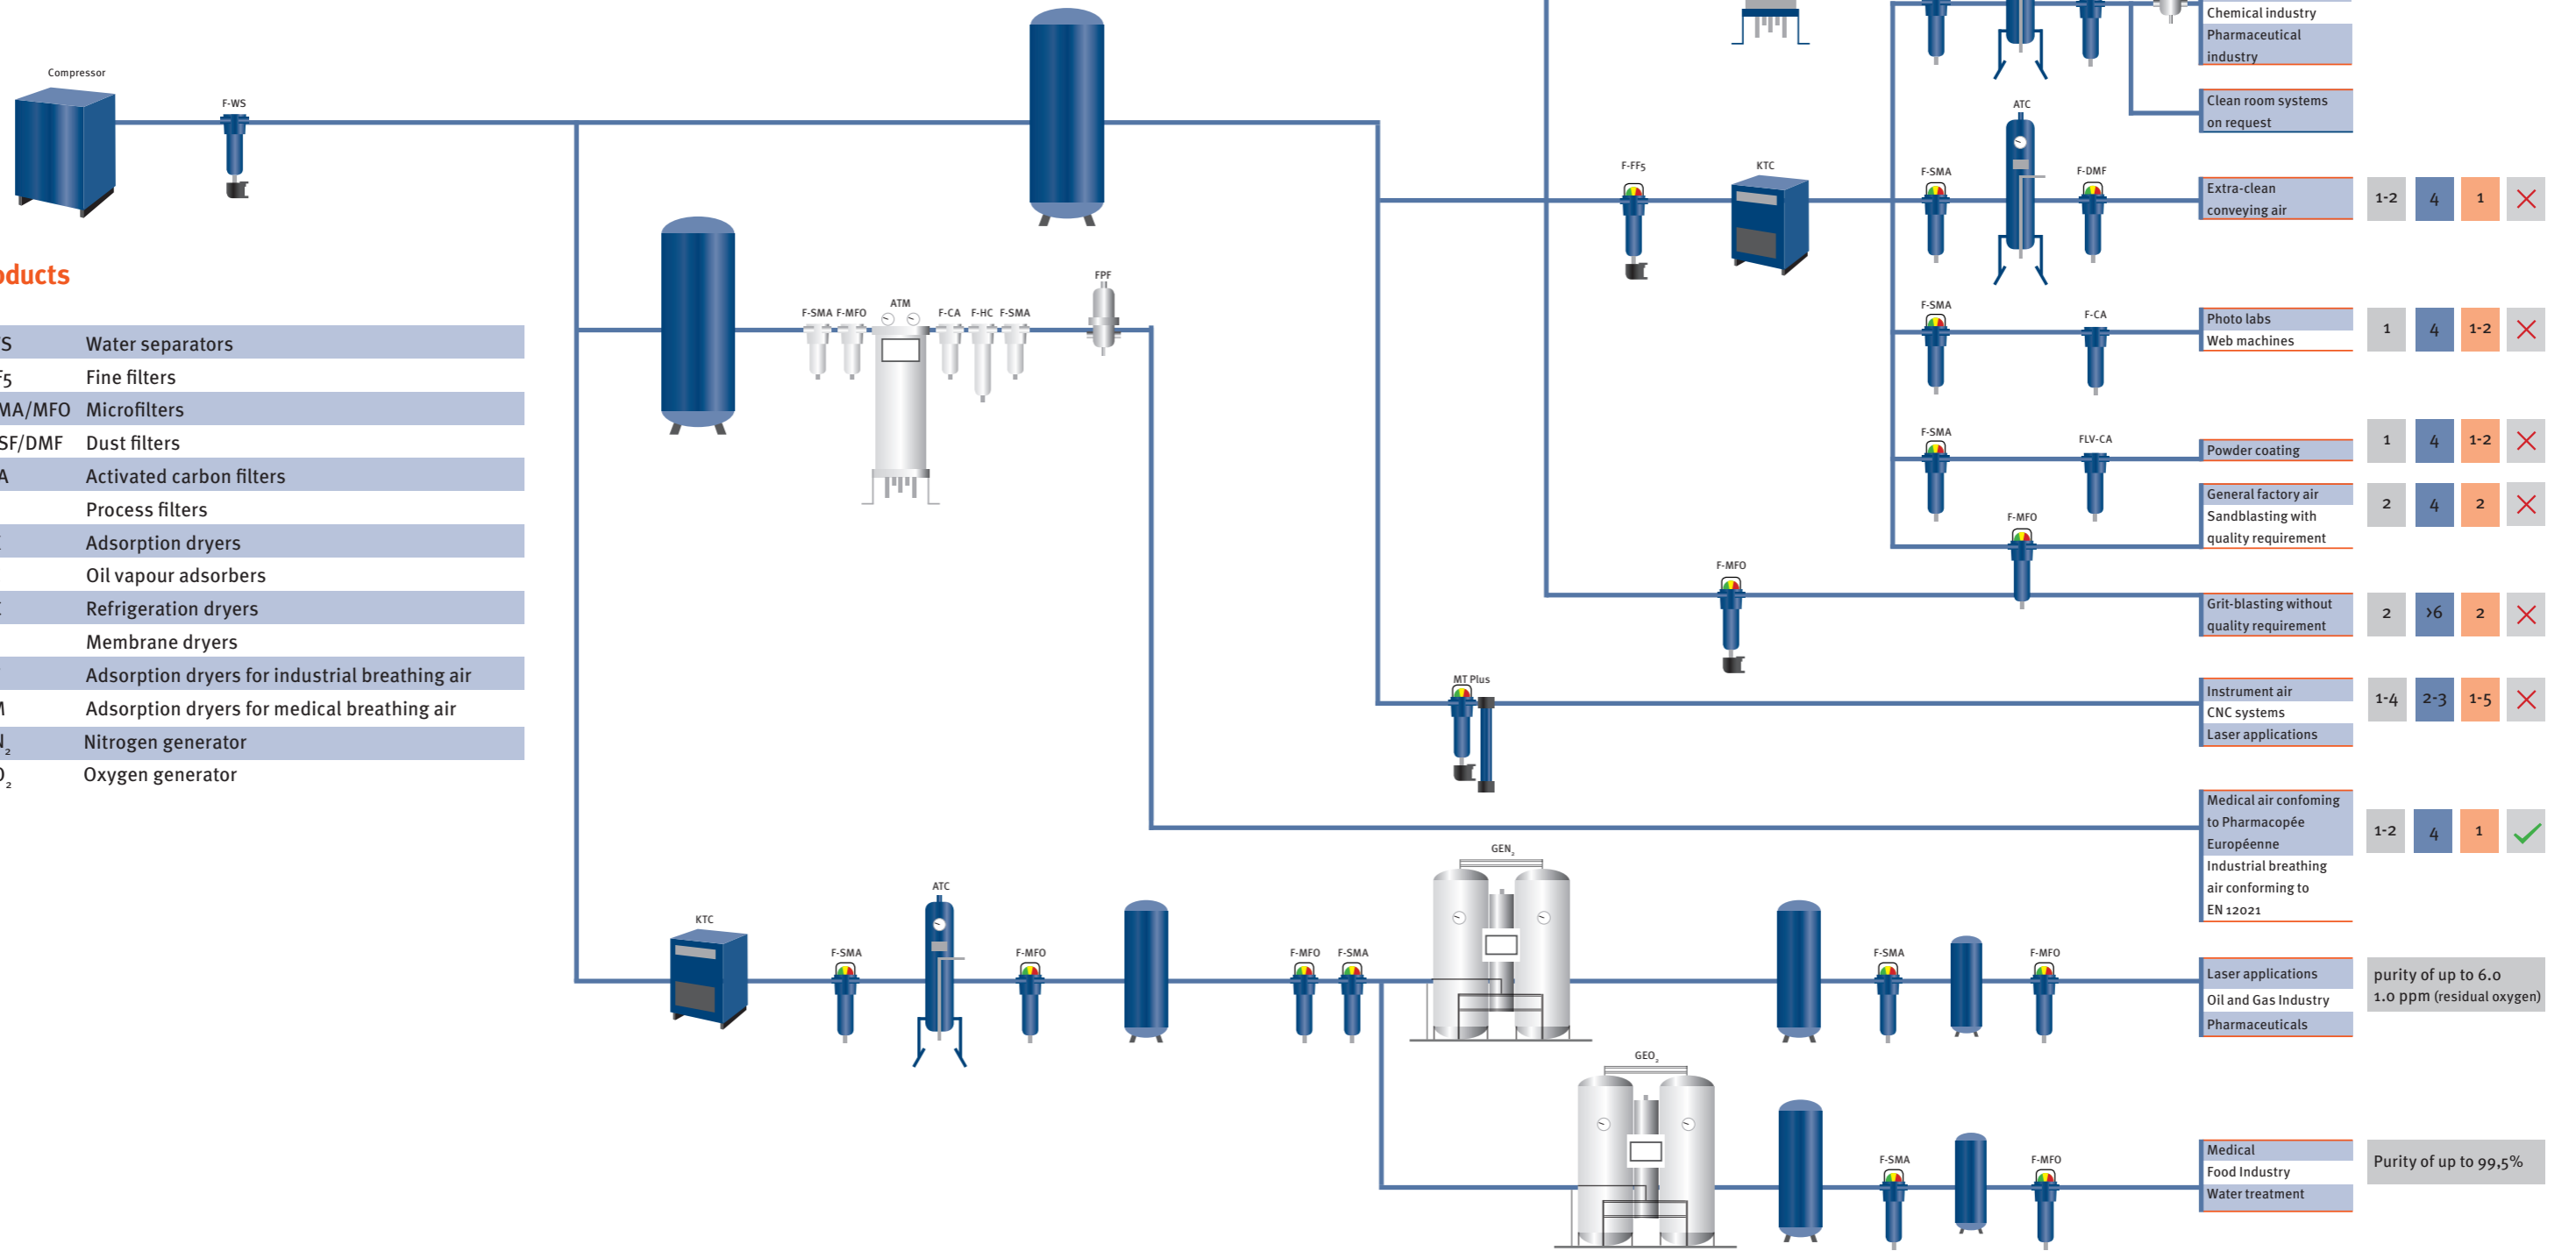 Chemical industry
Pharmaceutical
industry
Compressor
F-WS
Clean room systems
on request
ATC
F-FF5
KTC
F-SMA
F-DMF
Extra-clean
conveying air
1-2
4
1
oducts
FPF
F-SMA
F-MFO
ATM
F-CA
F-HC
F-SMA
F-SMA
F-CA
Photo labs
Web machines
1
4
1-2
/S Water separators
F5 Fine filters
MA/MFO Microfilters
SF/DMF Dust filters
A Activated carbon filters
Process filters
Adsorption dryers
Oil vapour adsorbers
Refrigeration dryers
Membrane dryers
Adsorption dryers for industrial breathing air
M Adsorption dryers for medical breathing air
N2 Nitrogen generator
O2 Oxygen generator
F-SMA
FLV-CA
Powder coating
1
4
1-2
General factory air
Sandblasting with
quality requirement
2
4
2
F-MFO
F-MFO
Grit-blasting without
quality requirement
2
>6
2
MT Plus
Instrument air
CNC systems
Laser applications
1-4
2-3
1-5
Medical air confoming
to Pharmacopée
Européenne
Industrial breathing
air conforming to
EN 12021
1-2
4
1
GEN2
KTC
F-SMA
ATC
F-MFO
F-MFO
F-SMA
F-SMA
F-MFO
Laser applications
Oil and Gas Industry
Pharmaceuticals
purity of up to 6.0
1.0 ppm (residual oxygen)
GEO2
F-SMA
F-MFO
Medical
Food Industry
Water treatment
Purity of up to 99,5%